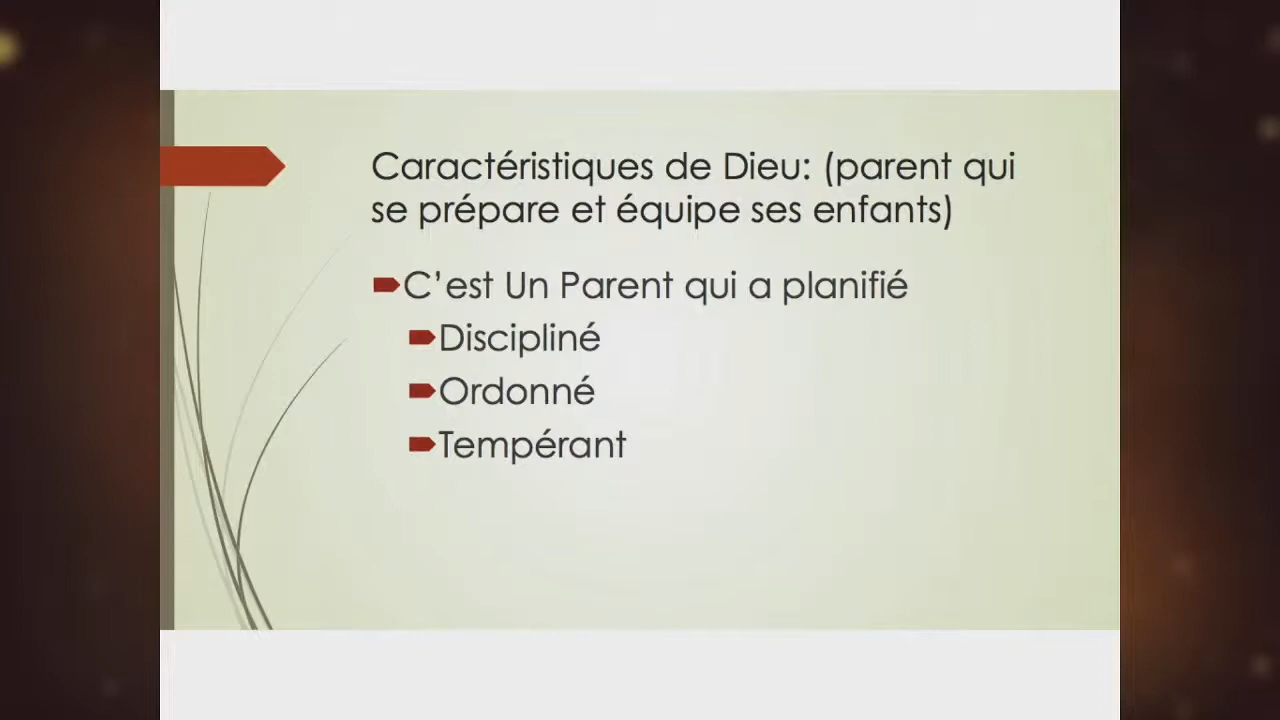 Caractéristiques de Dieu: (parent qui
se prépare et équipe ses enfants)
C’est Un Parent qui a planifié
Discipliné
Ordonné
Tempérant